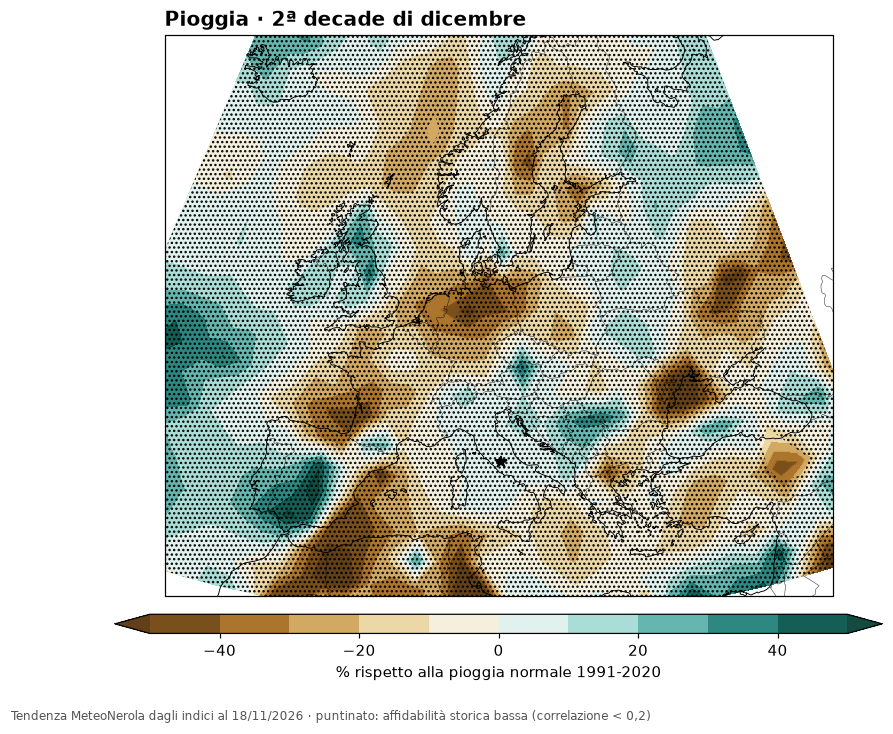 Pioggia · 2ª decade di dicembre
−40 −20 0 20 40
% rispetto alla pioggia normale 1991-2020
Tendenza MeteoNerola dagli indici al 18/11/2026 · puntinato: affidabilità storica bassa (correlazione < 0,2)